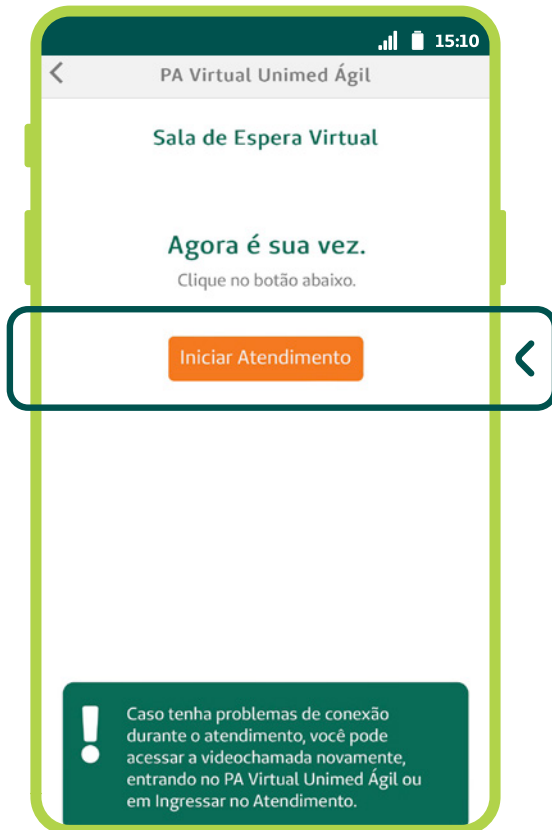 15:10
PA Virtual Unimed Ágil
Sala de Espera Virtual
Agora é sua vez.
Clique no botão abaixo.
Iniciar Atendimento
Caso tenha problemas de conexão
durante o atendimento, você pode
acessar a videochamada novamente,
entrando no PA Virtual Unimed Ágil ou
em Ingressar no Atendimento.